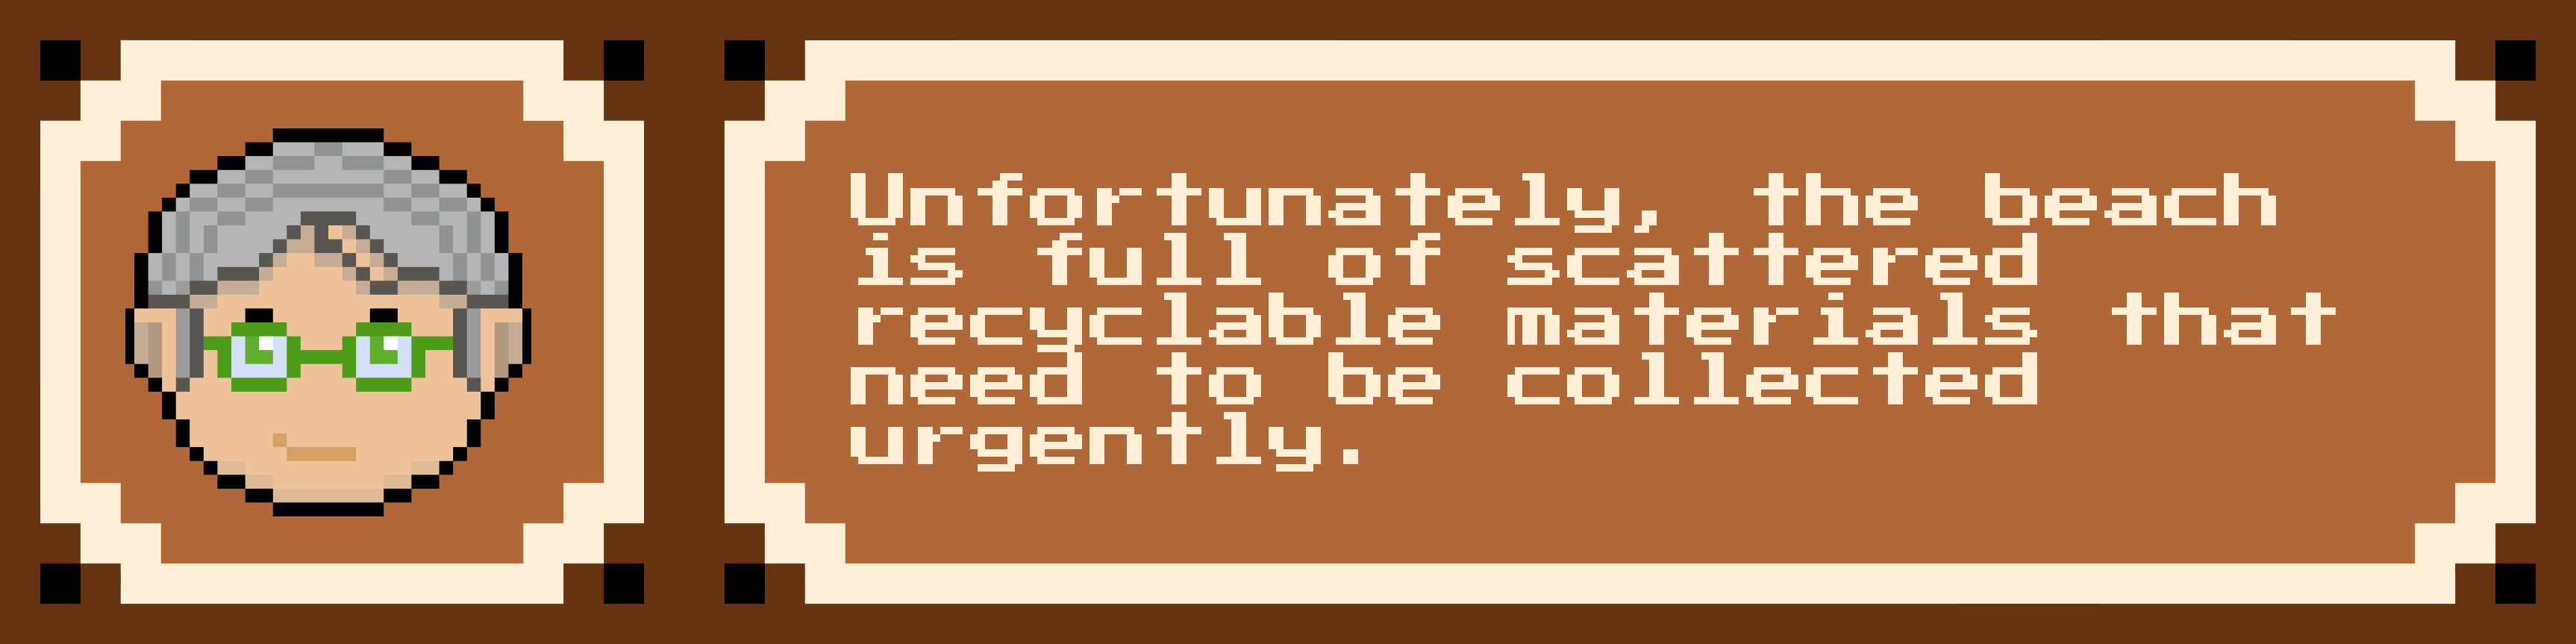 Unfortunately, the beach
is full of scattered
recyclable materials that
need to be collected
urgently.